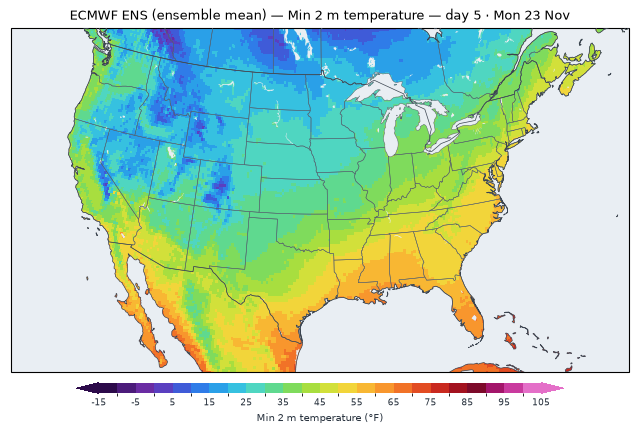 ECMWF ENS (ensemble mean) — Min 2 m temperature — day 5 · Mon 23 Nov
-15 -5 5 15 25 35 45 55 65 75 85 95 105
Min 2 m temperature (°F)